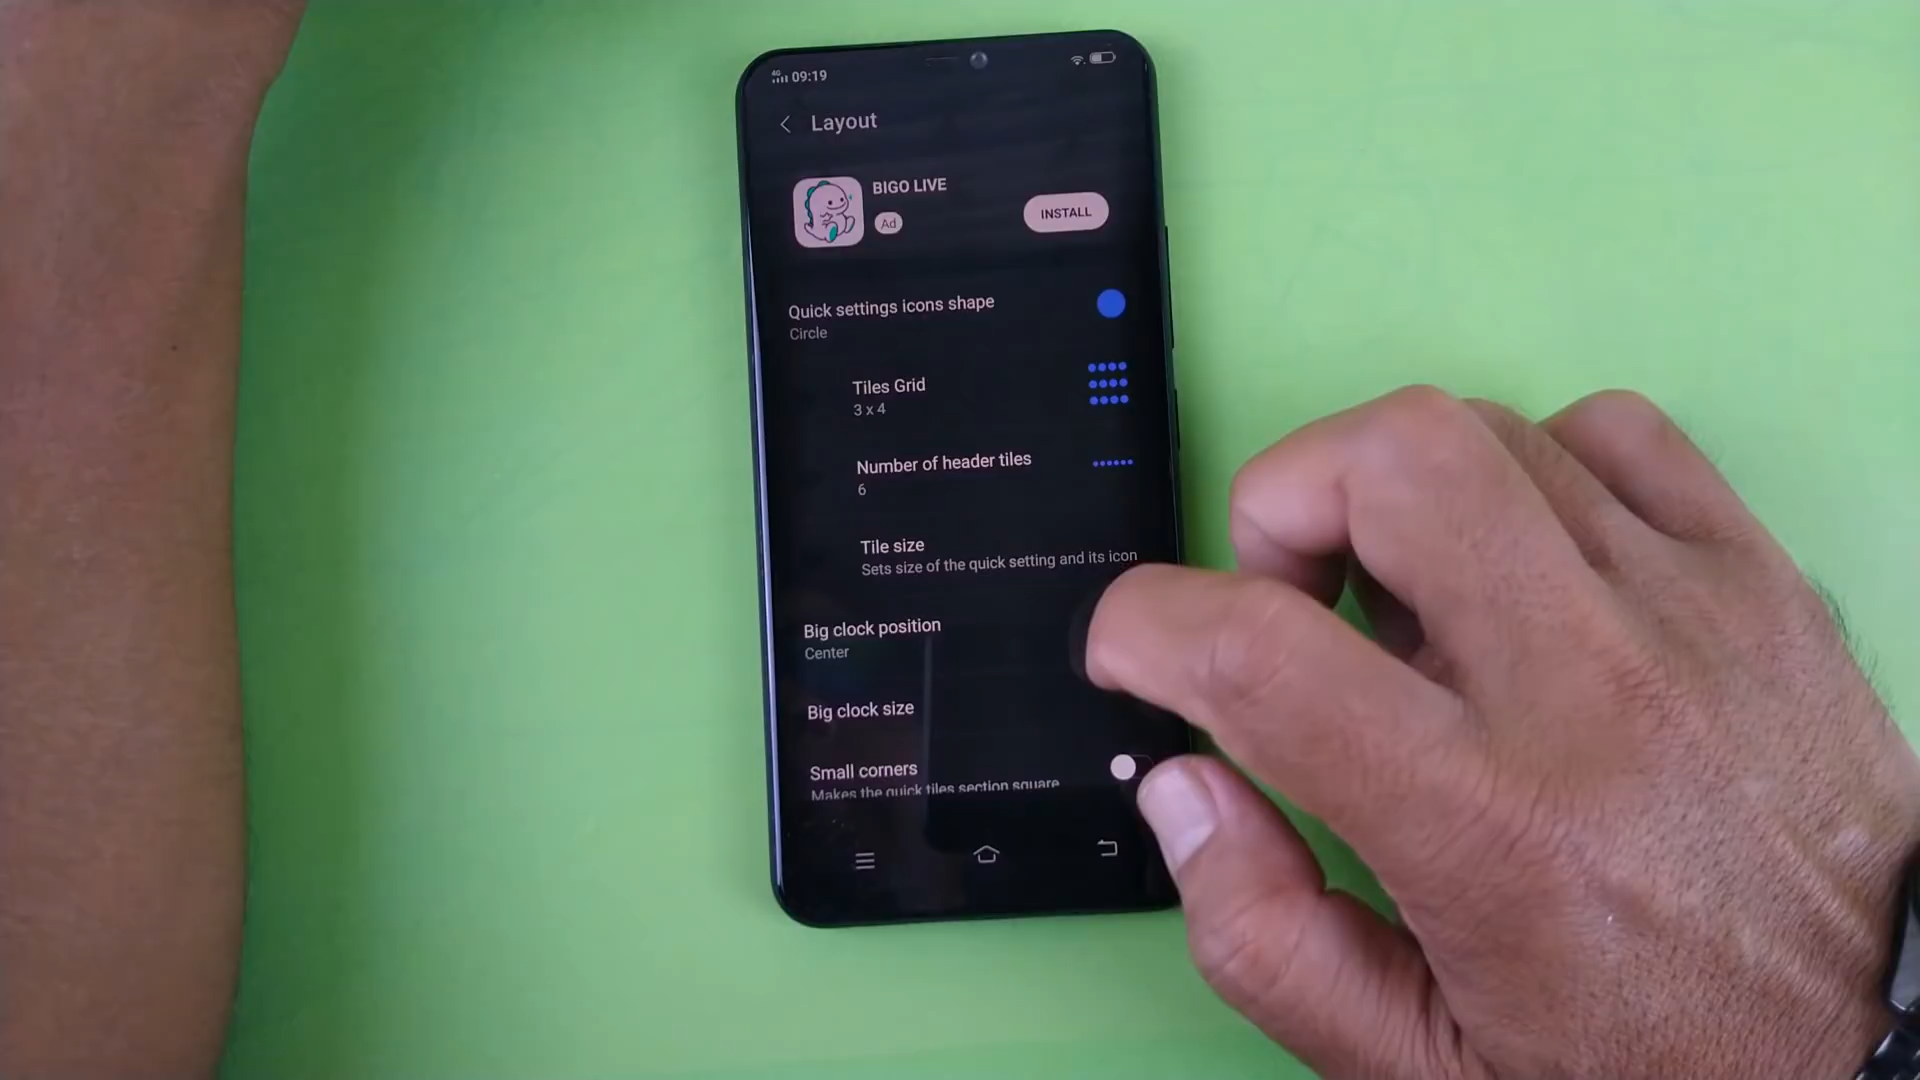 4G 09:19
Layout
BIGO LIVE
Ad
INSTALL
Quick settings icons shape
Circle
Tiles Grid
3 x 4
Number of header tiles
6
Tile size
Sets size of the quick setting and its icon
Big clock position
Center
Big clock size
Small corners
Makes the quick tiles section square